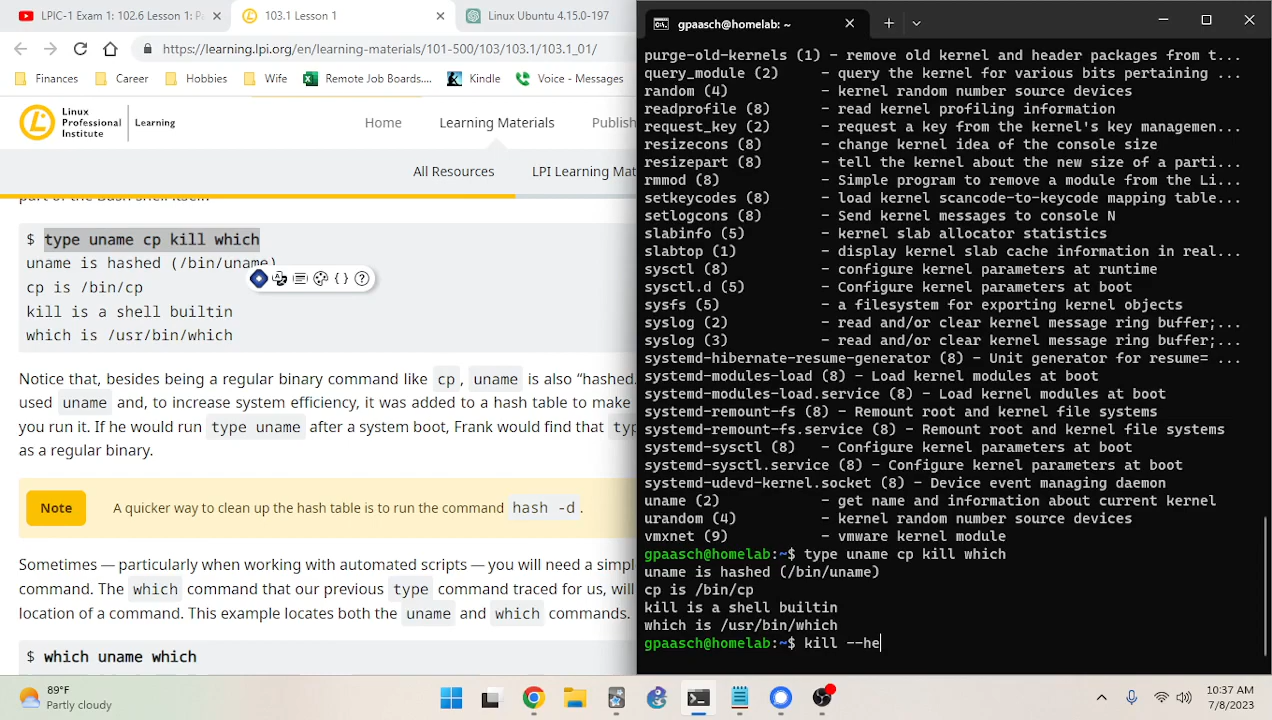 LPIC-1 Exam 1: 102.6 Lesson 1: P
103.1 Lesson 1
Linux Ubuntu 4.15.0-197
https://learning.lpi.org/en/learning-materials/101-500/103/103.1/103.1_01/
Finances
Career
Hobbies
Wife
Remote Job Boards....
Kindle
Voice - Messages
Linux
Professional
Institute
Learning
Home
Learning Materials
Publish
All Resources
LPI Learning Mat
part of the Bash shell itself.
$ type uname cp kill which
uname is hashed (/bin/uname)
cp is /bin/cp
kill is a shell builtin
which is /usr/bin/which
Notice that, besides being a regular binary command like cp, uname is also “hashed.
used uname and, to increase system efficiency, it was added to a hash table to make
you run it. If he would run type uname after a system boot, Frank would find that typ
as a regular binary.
Note
A quicker way to clean up the hash table is to run the command hash -d.
Sometimes — particularly when working with automated scripts — you will need a simpl
command. The which command that our previous type command traced for us, will
location of a command. This example locates both the uname and which commands.
$ which uname which
gpaasch@homelab: ~
purge-old-kernels (1) - remove old kernel and header packages from t...
query_module (2) - query the kernel for various bits pertaining ...
random (4) - kernel random number source devices
readprofile (8) - read kernel profiling information
request_key (2) - request a key from the kernel's key managemen...
resizecons (8) - change kernel idea of the console size
resizepart (8) - tell the kernel about the new size of a parti...
rmmod (8) - Simple program to remove a module from the Li...
setkeycodes (8) - load kernel scancode-to-keycode mapping table...
setlogcons (8) - Send kernel messages to console N
slabinfo (5) - kernel slab allocator statistics
slabtop (1) - display kernel slab cache information in real...
sysctl (8) - configure kernel parameters at runtime
sysctl.d (5) - Configure kernel parameters at boot
sysfs (5) - a filesystem for exporting kernel objects
syslog (2) - read and/or clear kernel message ring buffer;...
syslog (3) - read and/or clear kernel message ring buffer;...
systemd-hibernate-resume-generator (8) - Unit generator for resume= ...
systemd-modules-load (8) - Load kernel modules at boot
systemd-modules-load.service (8) - Load kernel modules at boot
systemd-remount-fs (8) - Remount root and kernel file systems
systemd-remount-fs.service (8) - Remount root and kernel file systems
systemd-sysctl (8) - Configure kernel parameters at boot
systemd-sysctl.service (8) - Configure kernel parameters at boot
systemd-udevd-kernel.socket (8) - Device event managing daemon
uname (2) - get name and information about current kernel
urandom (4) - kernel random number source devices
vmxnet (9) - vmware kernel module
gpaasch@homelab:~$ type uname cp kill which
uname is hashed (/bin/uname)
cp is /bin/cp
kill is a shell builtin
which is /usr/bin/which
gpaasch@homelab:~$ kill --he
89°F
Partly cloudy
10:37 AM
7/8/2023